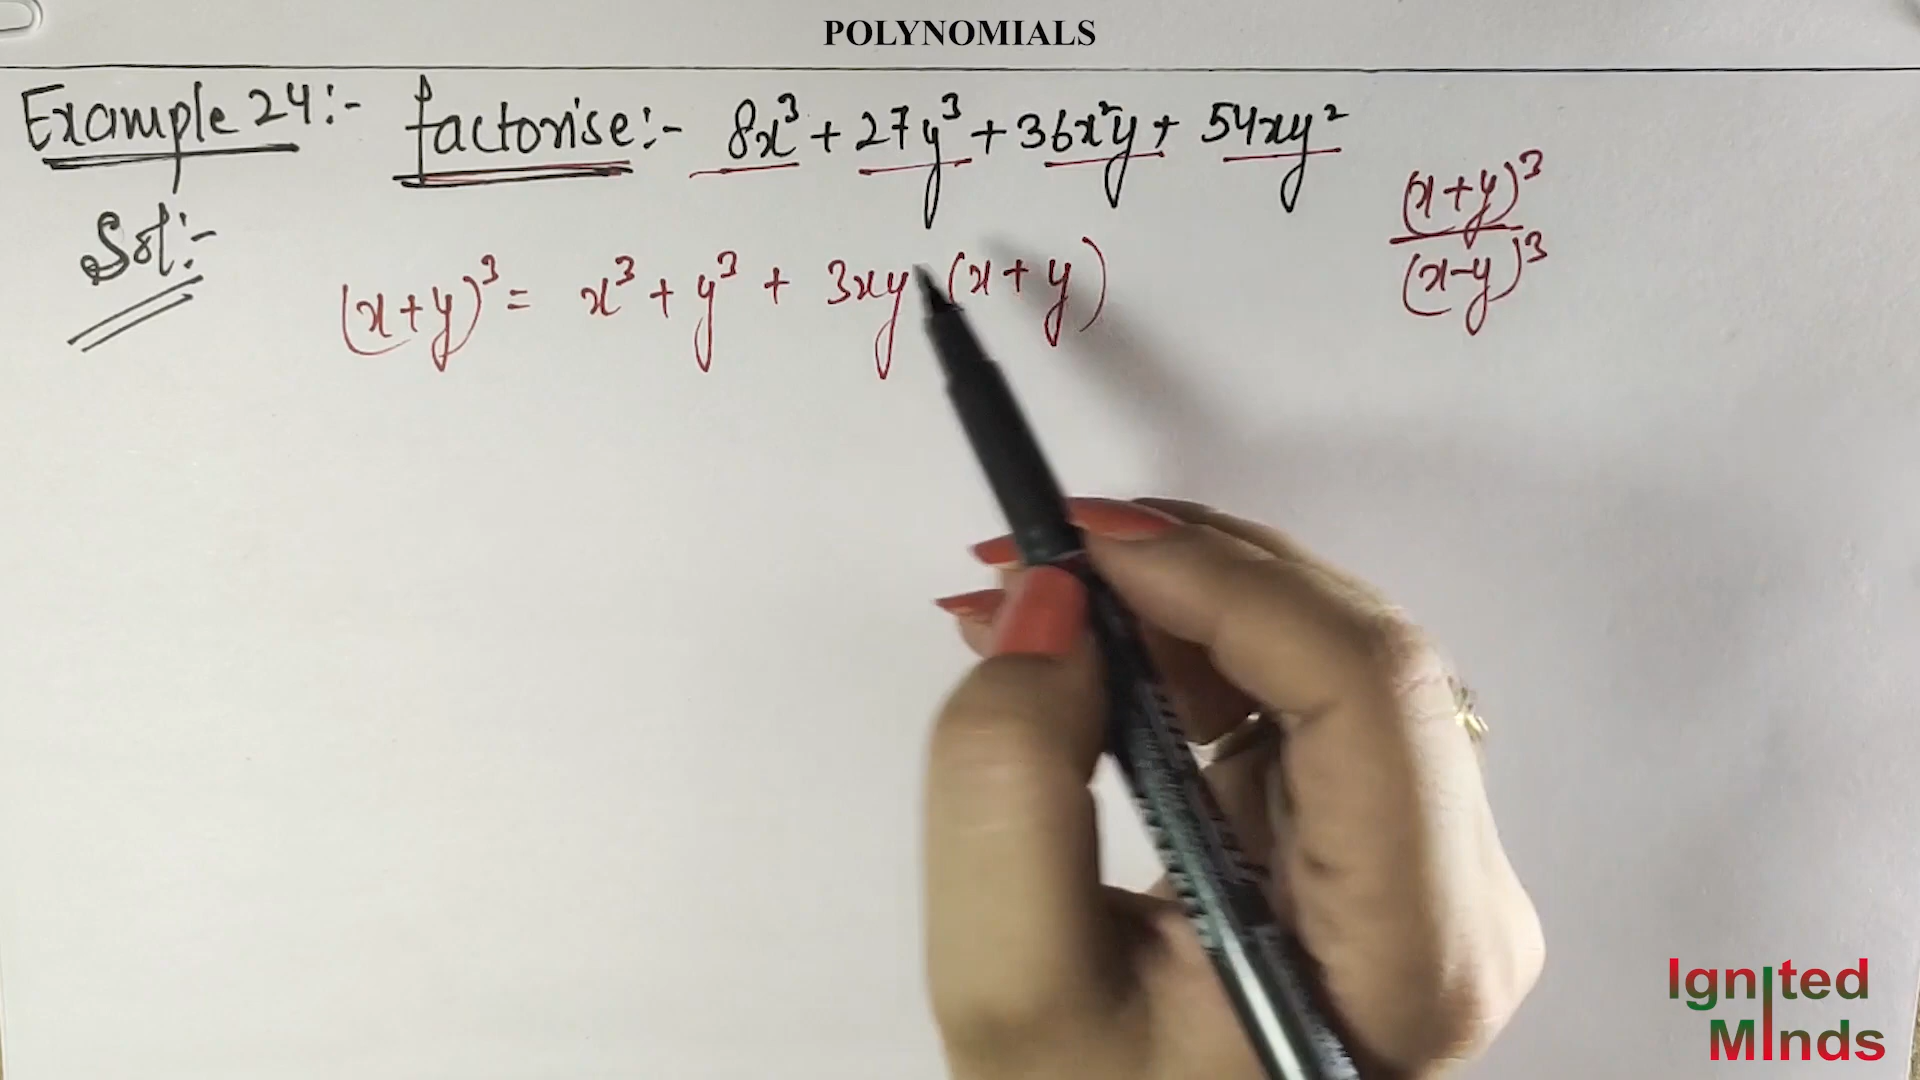 POLYNOMIALS
Example 24:- factorise:- 8x³ + 27y³ + 36x²y + 54xy²
Sol:-
(x+y)³ = x³ + y³ + 3xy (x+y)
(x+y)³
(x-y)³
Ignited
Minds